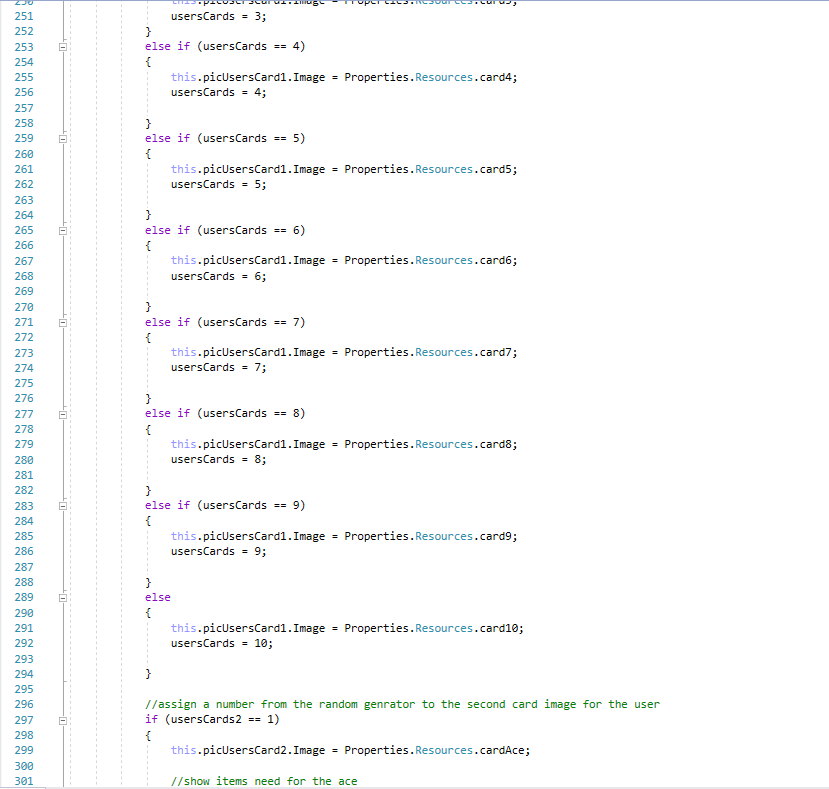 251 usersCards = 3;
252 }
253 else if (usersCards == 4)
254 {
255 this.picUsersCard1.Image = Properties.Resources.card4;
256 usersCards = 4;
257
258 }
259 else if (usersCards == 5)
260 {
261 this.picUsersCard1.Image = Properties.Resources.card5;
262 usersCards = 5;
263
264 }
265 else if (usersCards == 6)
266 {
267 this.picUsersCard1.Image = Properties.Resources.card6;
268 usersCards = 6;
269
270 }
271 else if (usersCards == 7)
272 {
273 this.picUsersCard1.Image = Properties.Resources.card7;
274 usersCards = 7;
275
276 }
277 else if (usersCards == 8)
278 {
279 this.picUsersCard1.Image = Properties.Resources.card8;
280 usersCards = 8;
281
282 }
283 else if (usersCards == 9)
284 {
285 this.picUsersCard1.Image = Properties.Resources.card9;
286 usersCards = 9;
287
288 }
289 else
290 {
291 this.picUsersCard1.Image = Properties.Resources.card10;
292 usersCards = 10;
293
294 }
295
296 //assign a number from the random genrator to the second card image for the user
297 if (usersCards2 == 1)
298 {
299 this.picUsersCard2.Image = Properties.Resources.cardAce;
300
301 //show items need for the ace